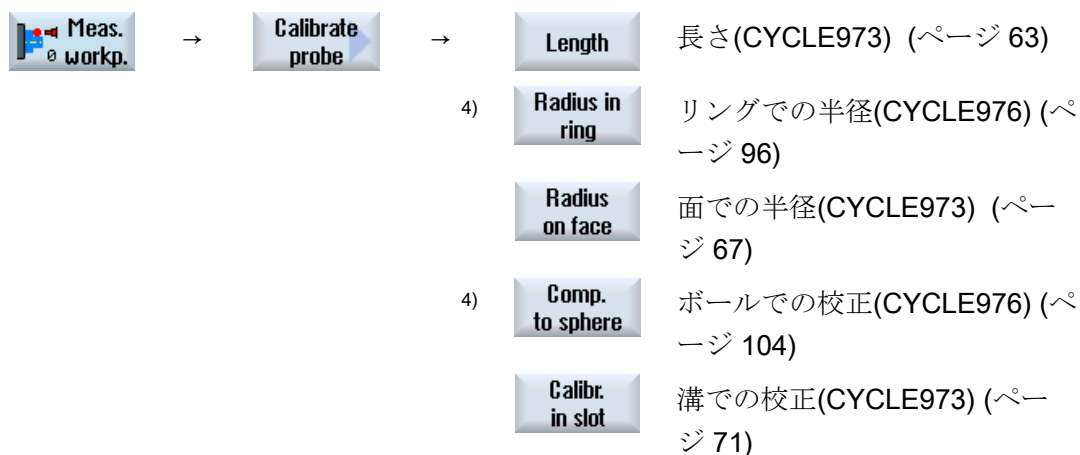 Meas.
0 workp.
→
Calibrate
probe
→
Length
長さ(CYCLE973) (ページ 63)
4)
Radius in
ring
リングでの半径(CYCLE976) (ペ
ージ 96)
Radius
on face
面での半径(CYCLE973) (ペー
ジ 67)
4)
Comp.
to sphere
ボールでの校正(CYCLE976) (ペ
ージ 104)
Calibr.
in slot
溝での校正(CYCLE973) (ペー
ジ 71)